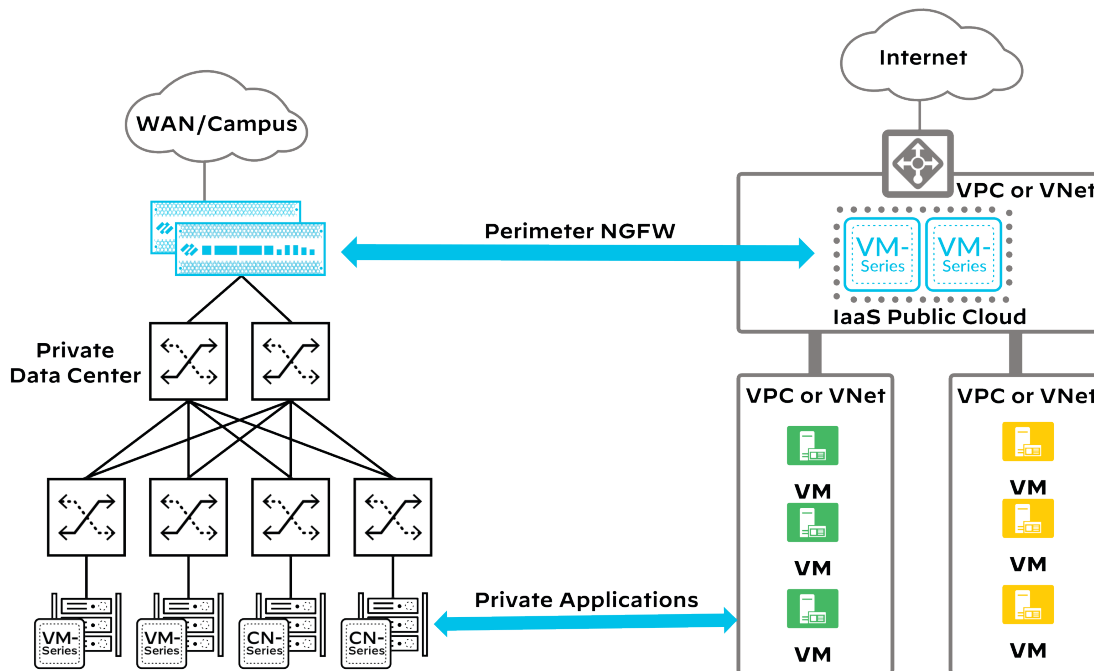 Internet
WAN/Campus
VPC or VNet
Perimeter NGFW
VM-
Series
VM-
Series
IaaS Public Cloud
Private
Data Center
VPC or VNet
VPC or VNet
VM
VM
VM
VM
Private Applications
VM-
Series
VM-
Series
CN-
Series
CN-
Series
VM
VM